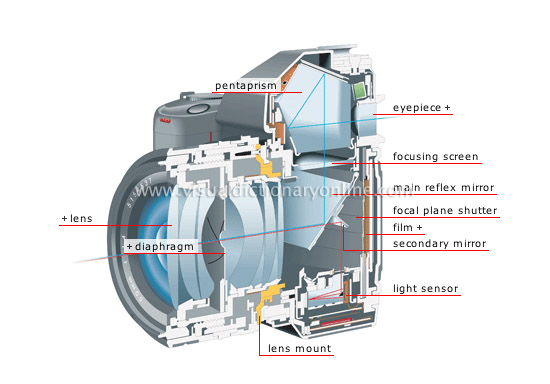 pentaprism
eyepiece +
focusing screen
www.visualdictionaryonline.com
main reflex mirror
+ lens
focal plane shutter
film +
+ diaphragm
secondary mirror
light sensor
lens mount